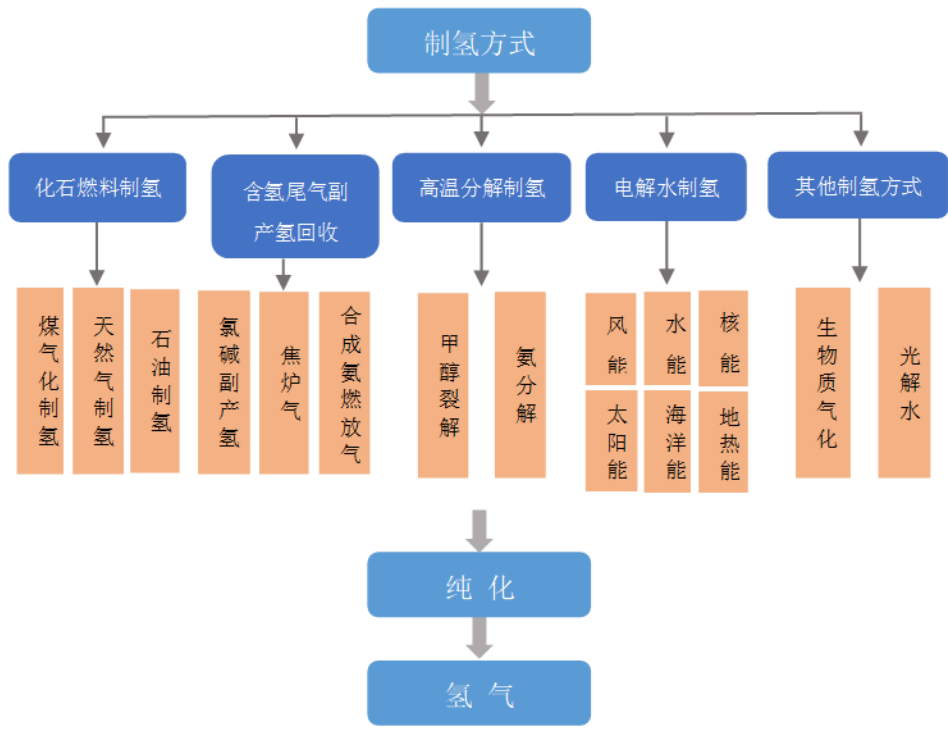 制氢方式
化石燃料制氢
含氢尾气副
产氢回收
高温分解制氢
电解水制氢
其他制氢方式
煤气化制氢
天然气制氢
石油制氢
氯碱副产氢
焦炉气
合成氨燃放气
甲醇裂解
氨分解
风能
水能
核能
太阳能
海洋能
地热能
生物质气化
光解水
纯 化
氢 气